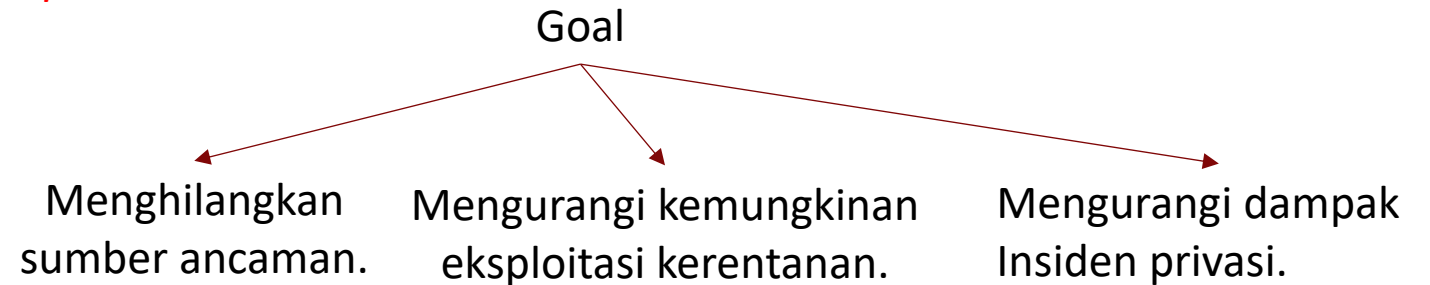 Goal
Menghilangkan
sumber ancaman.
Mengurangi kemungkinan
eksploitasi kerentanan.
Mengurangi dampak
Insiden privasi.